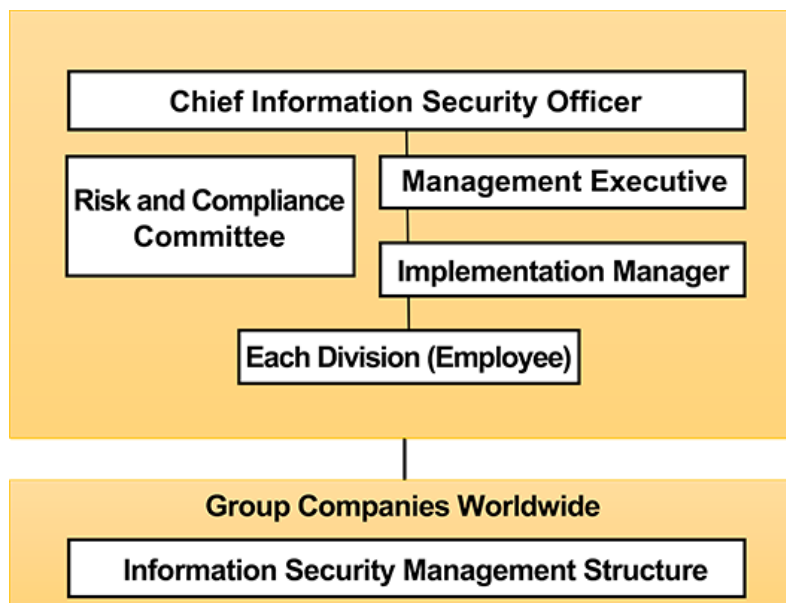 Chief Information Security Officer
Risk and Compliance
Committee
Management Executive
Implementation Manager
Each Division (Employee)
Group Companies Worldwide
Information Security Management Structure